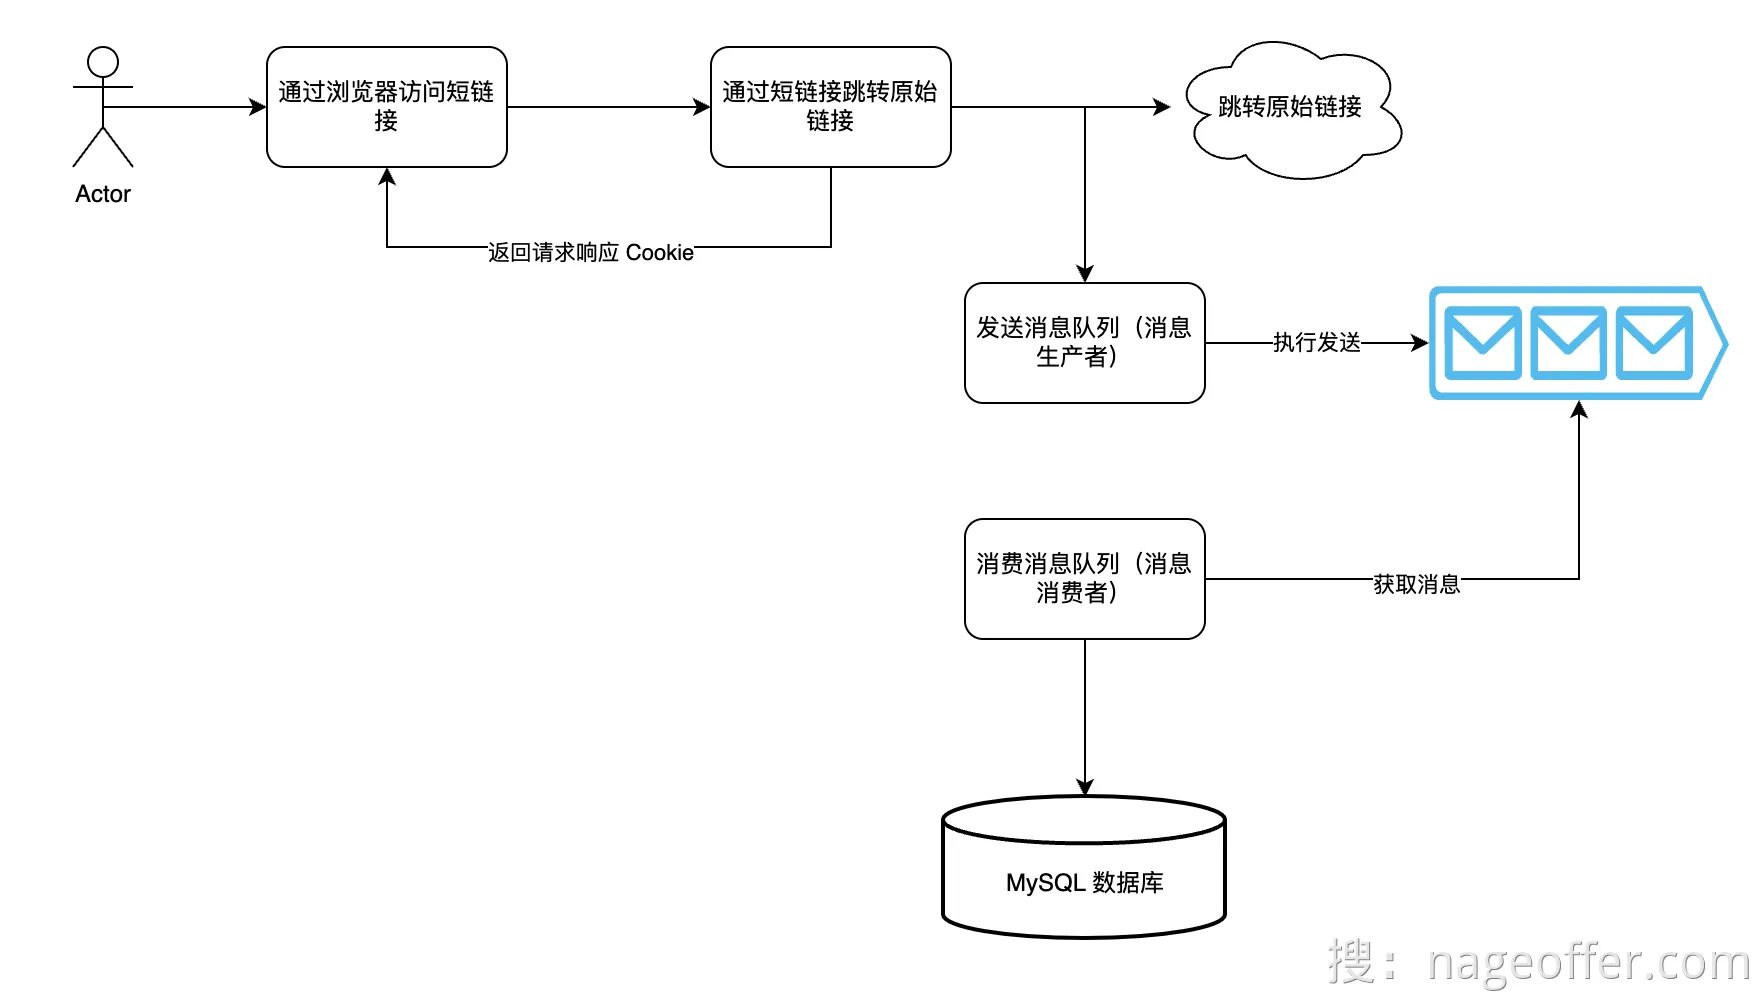 通过浏览器访问短链
接
通过短链接跳转原始
链接
跳转原始链接
Actor
返回请求响应 Cookie
发送消息队列（消息
生产者）
执行发送
消费消息队列（消息
消费者）
获取消息
MySQL 数据库
搜：nageoffer.com